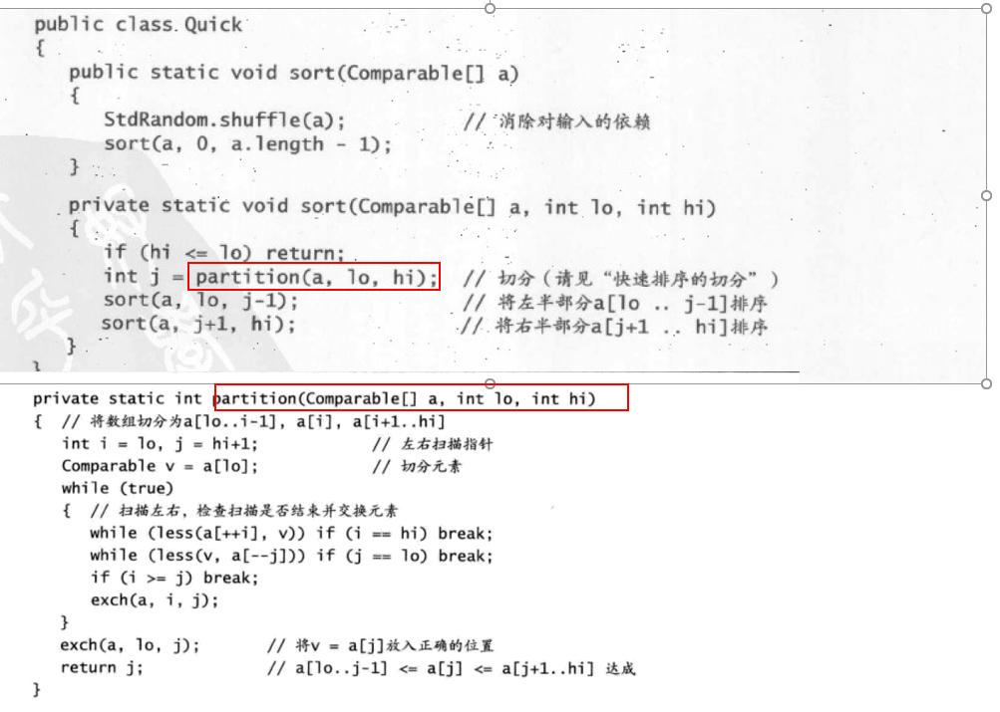 public class Quick
{
public static void sort(Comparable[] a)
{
StdRandom.shuffle(a); // 消除对输入的依赖
sort(a, 0, a.length - 1);
}
private static void sort(Comparable[] a, int lo, int hi)
{
if (hi <= lo) return;
int j = partition(a, lo, hi); // 切分（请见“快速排序的切分”）
sort(a, lo, j-1); // 将左半部分a[lo .. j-1]排序
sort(a, j+1, hi); // 将右半部分a[j+1 .. hi]排序
}
}
private static int partition(Comparable[] a, int lo, int hi)
{ // 将数组切分为a[lo..i-1], a[i], a[i+1..hi]
int i = lo, j = hi+1; // 左右扫描指针
Comparable v = a[lo]; // 切分元素
while (true)
{ // 扫描左右，检查扫描是否结束并交换元素
while (less(a[++i], v)) if (i == hi) break;
while (less(v, a[--j])) if (j == lo) break;
if (i >= j) break;
exch(a, i, j);
}
exch(a, lo, j); // 将v = a[j]放入正确的位置
return j; // a[lo..j-1] <= a[j] <= a[j+1..hi] 达成
}